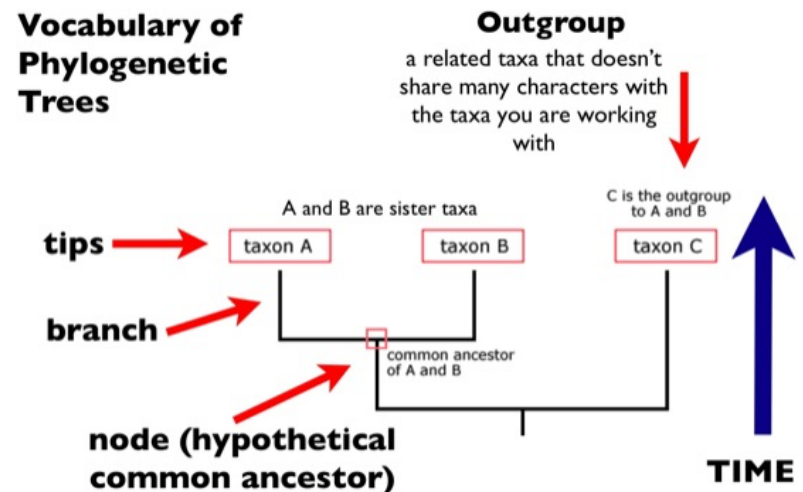 Vocabulary of
Phylogenetic
Trees
Outgroup
a related taxa that doesn't
share many characters with
the taxa you are working
with
A and B are sister taxa
C is the outgroup
to A and B
tips
taxon A
taxon B
taxon C
branch
common ancestor
of A and B
node (hypothetical
common ancestor)
TIME